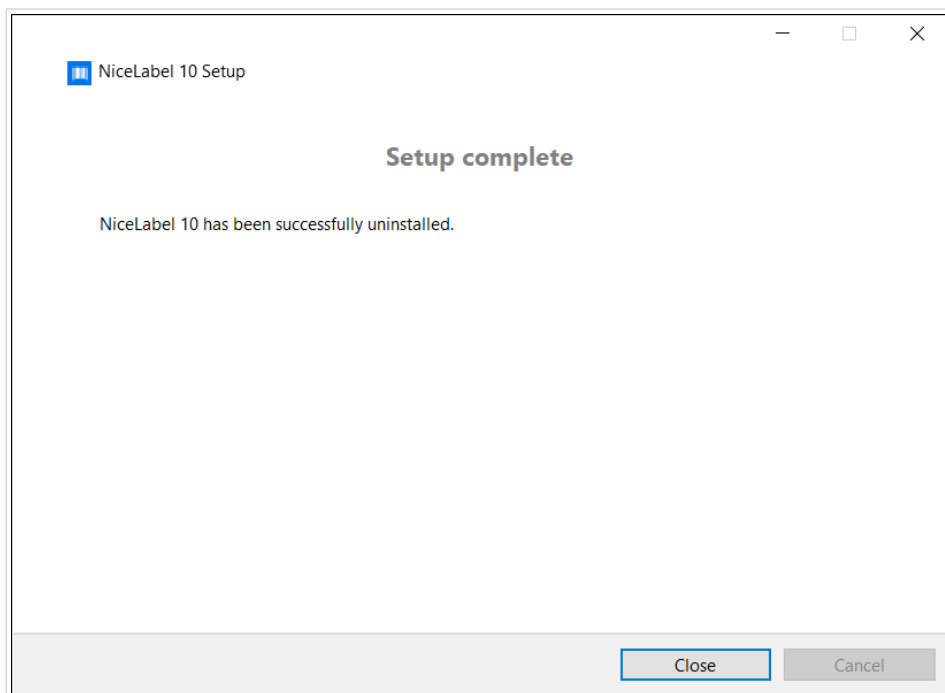 NiceLabel 10 Setup
Setup complete
NiceLabel 10 has been successfully uninstalled.
Close
Cancel